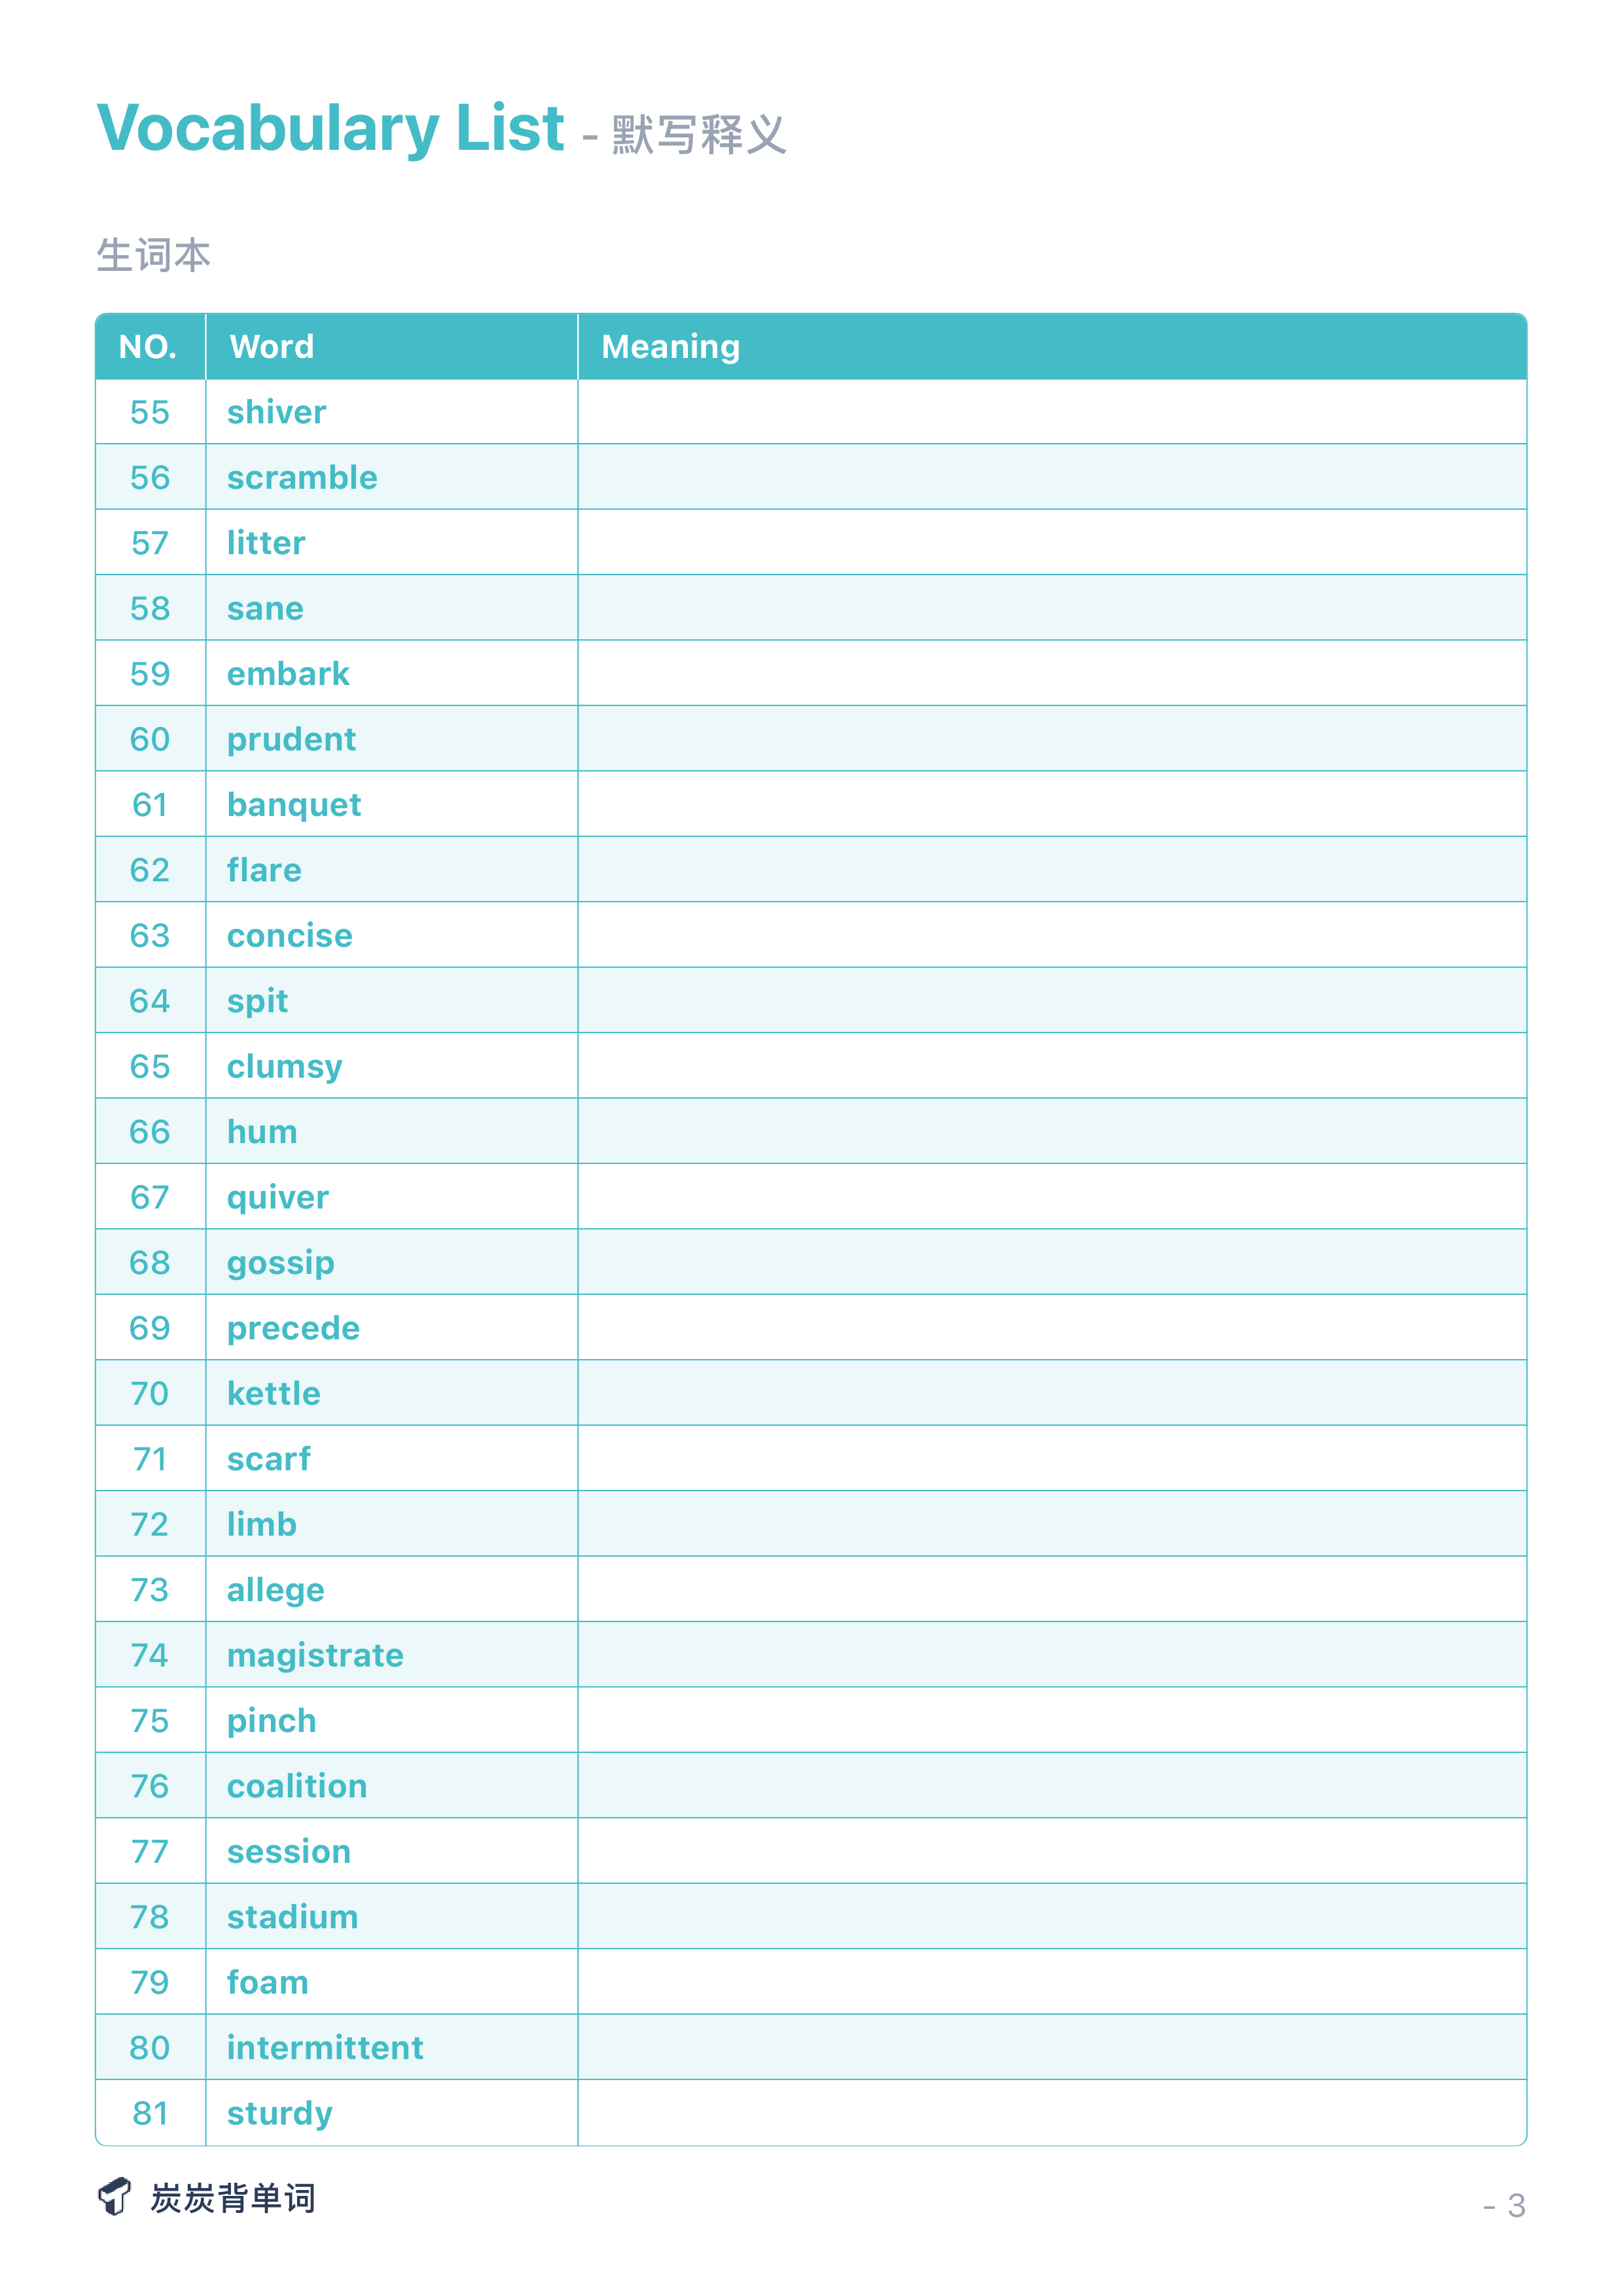 Vocabulary List - 默写释义
生词本
NO. Word Meaning
55 shiver
56 scramble
57 litter
58 sane
59 embark
60 prudent
61 banquet
62 flare
63 concise
64 spit
65 clumsy
66 hum
67 quiver
68 gossip
69 precede
70 kettle
71 scarf
72 limb
73 allege
74 magistrate
75 pinch
76 coalition
77 session
78 stadium
79 foam
80 intermittent
81 sturdy
炭炭背单词
- 3